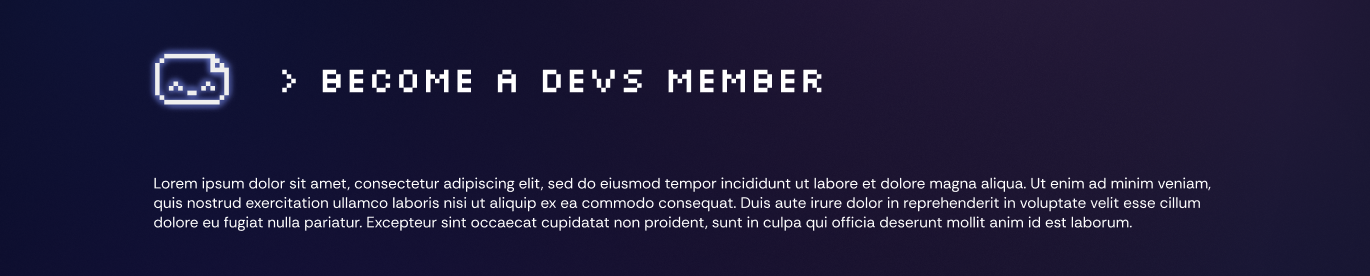 > BECOME A DEVS MEMBER
Lorem ipsum dolor sit amet, consectetur adipiscing elit, sed do eiusmod tempor incididunt ut labore et dolore magna aliqua. Ut enim ad minim veniam,
quis nostrud exercitation ullamco laboris nisi ut aliquip ex ea commodo consequat. Duis aute irure dolor in reprehenderit in voluptate velit esse cillum
dolore eu fugiat nulla pariatur. Excepteur sint occaecat cupidatat non proident, sunt in culpa qui officia deserunt mollit anim id est laborum.